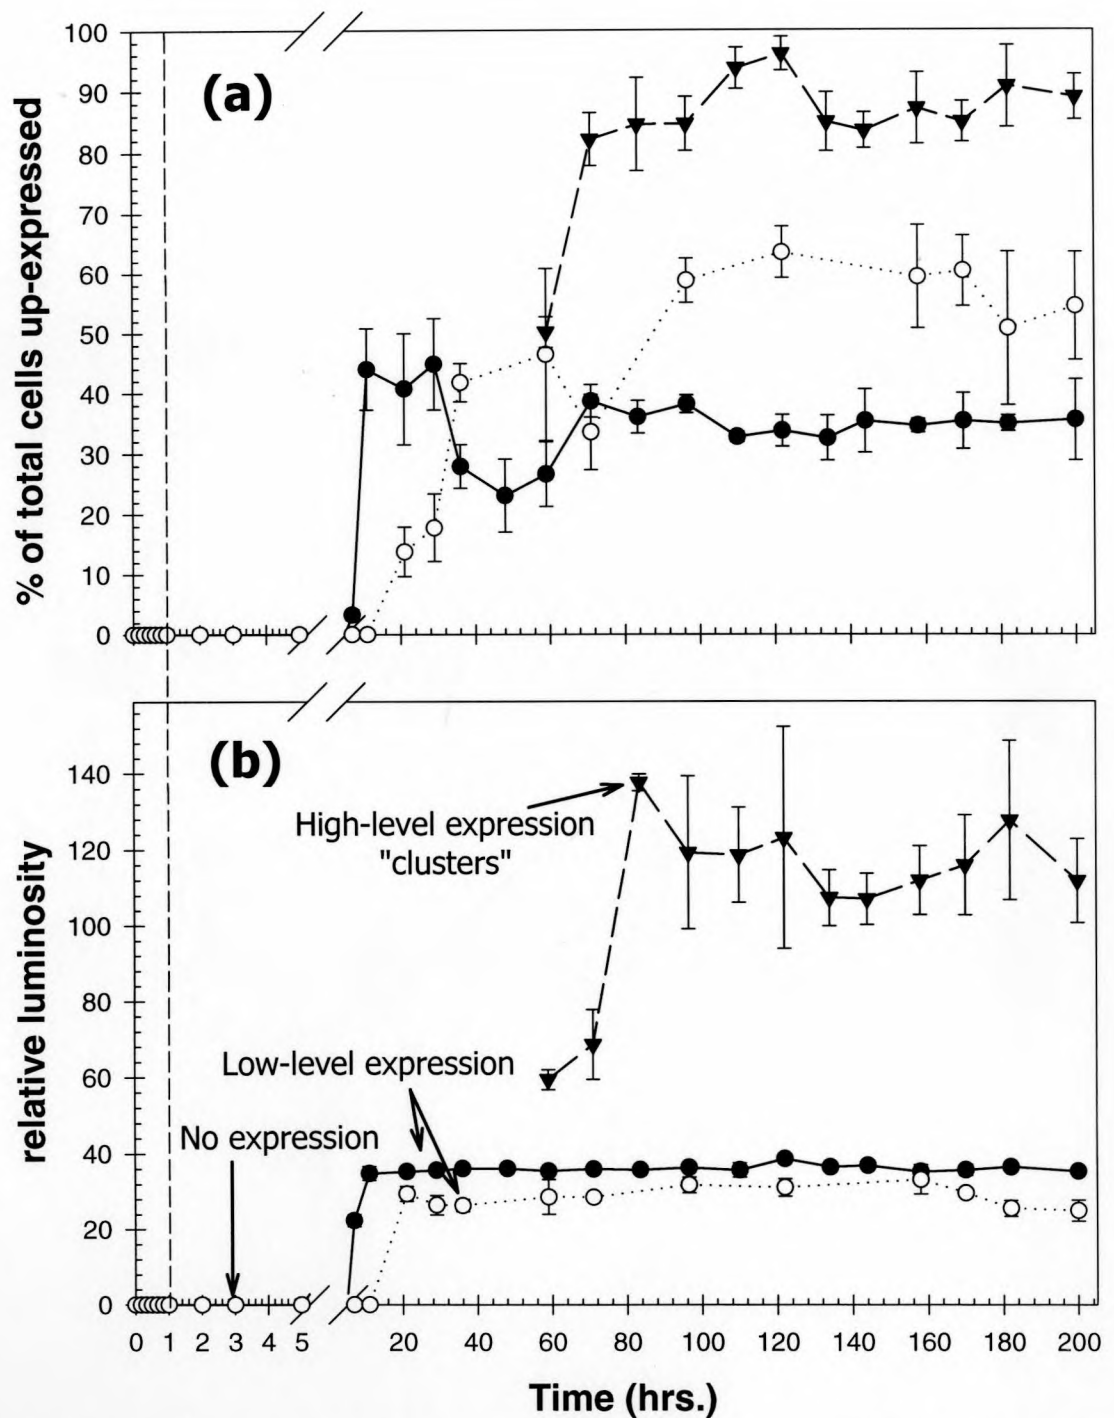 100
90
80
70
60
50
40
30
20
10
0
% of total cells up-expressed
(a)
(b)
140
120
100
80
60
40
20
0
relative luminosity
High-level expression
"clusters"
Low-level expression
No expression
0 1 2 3 4 5 20 40 60 80 100 120 140 160 180 200
Time (hrs.)